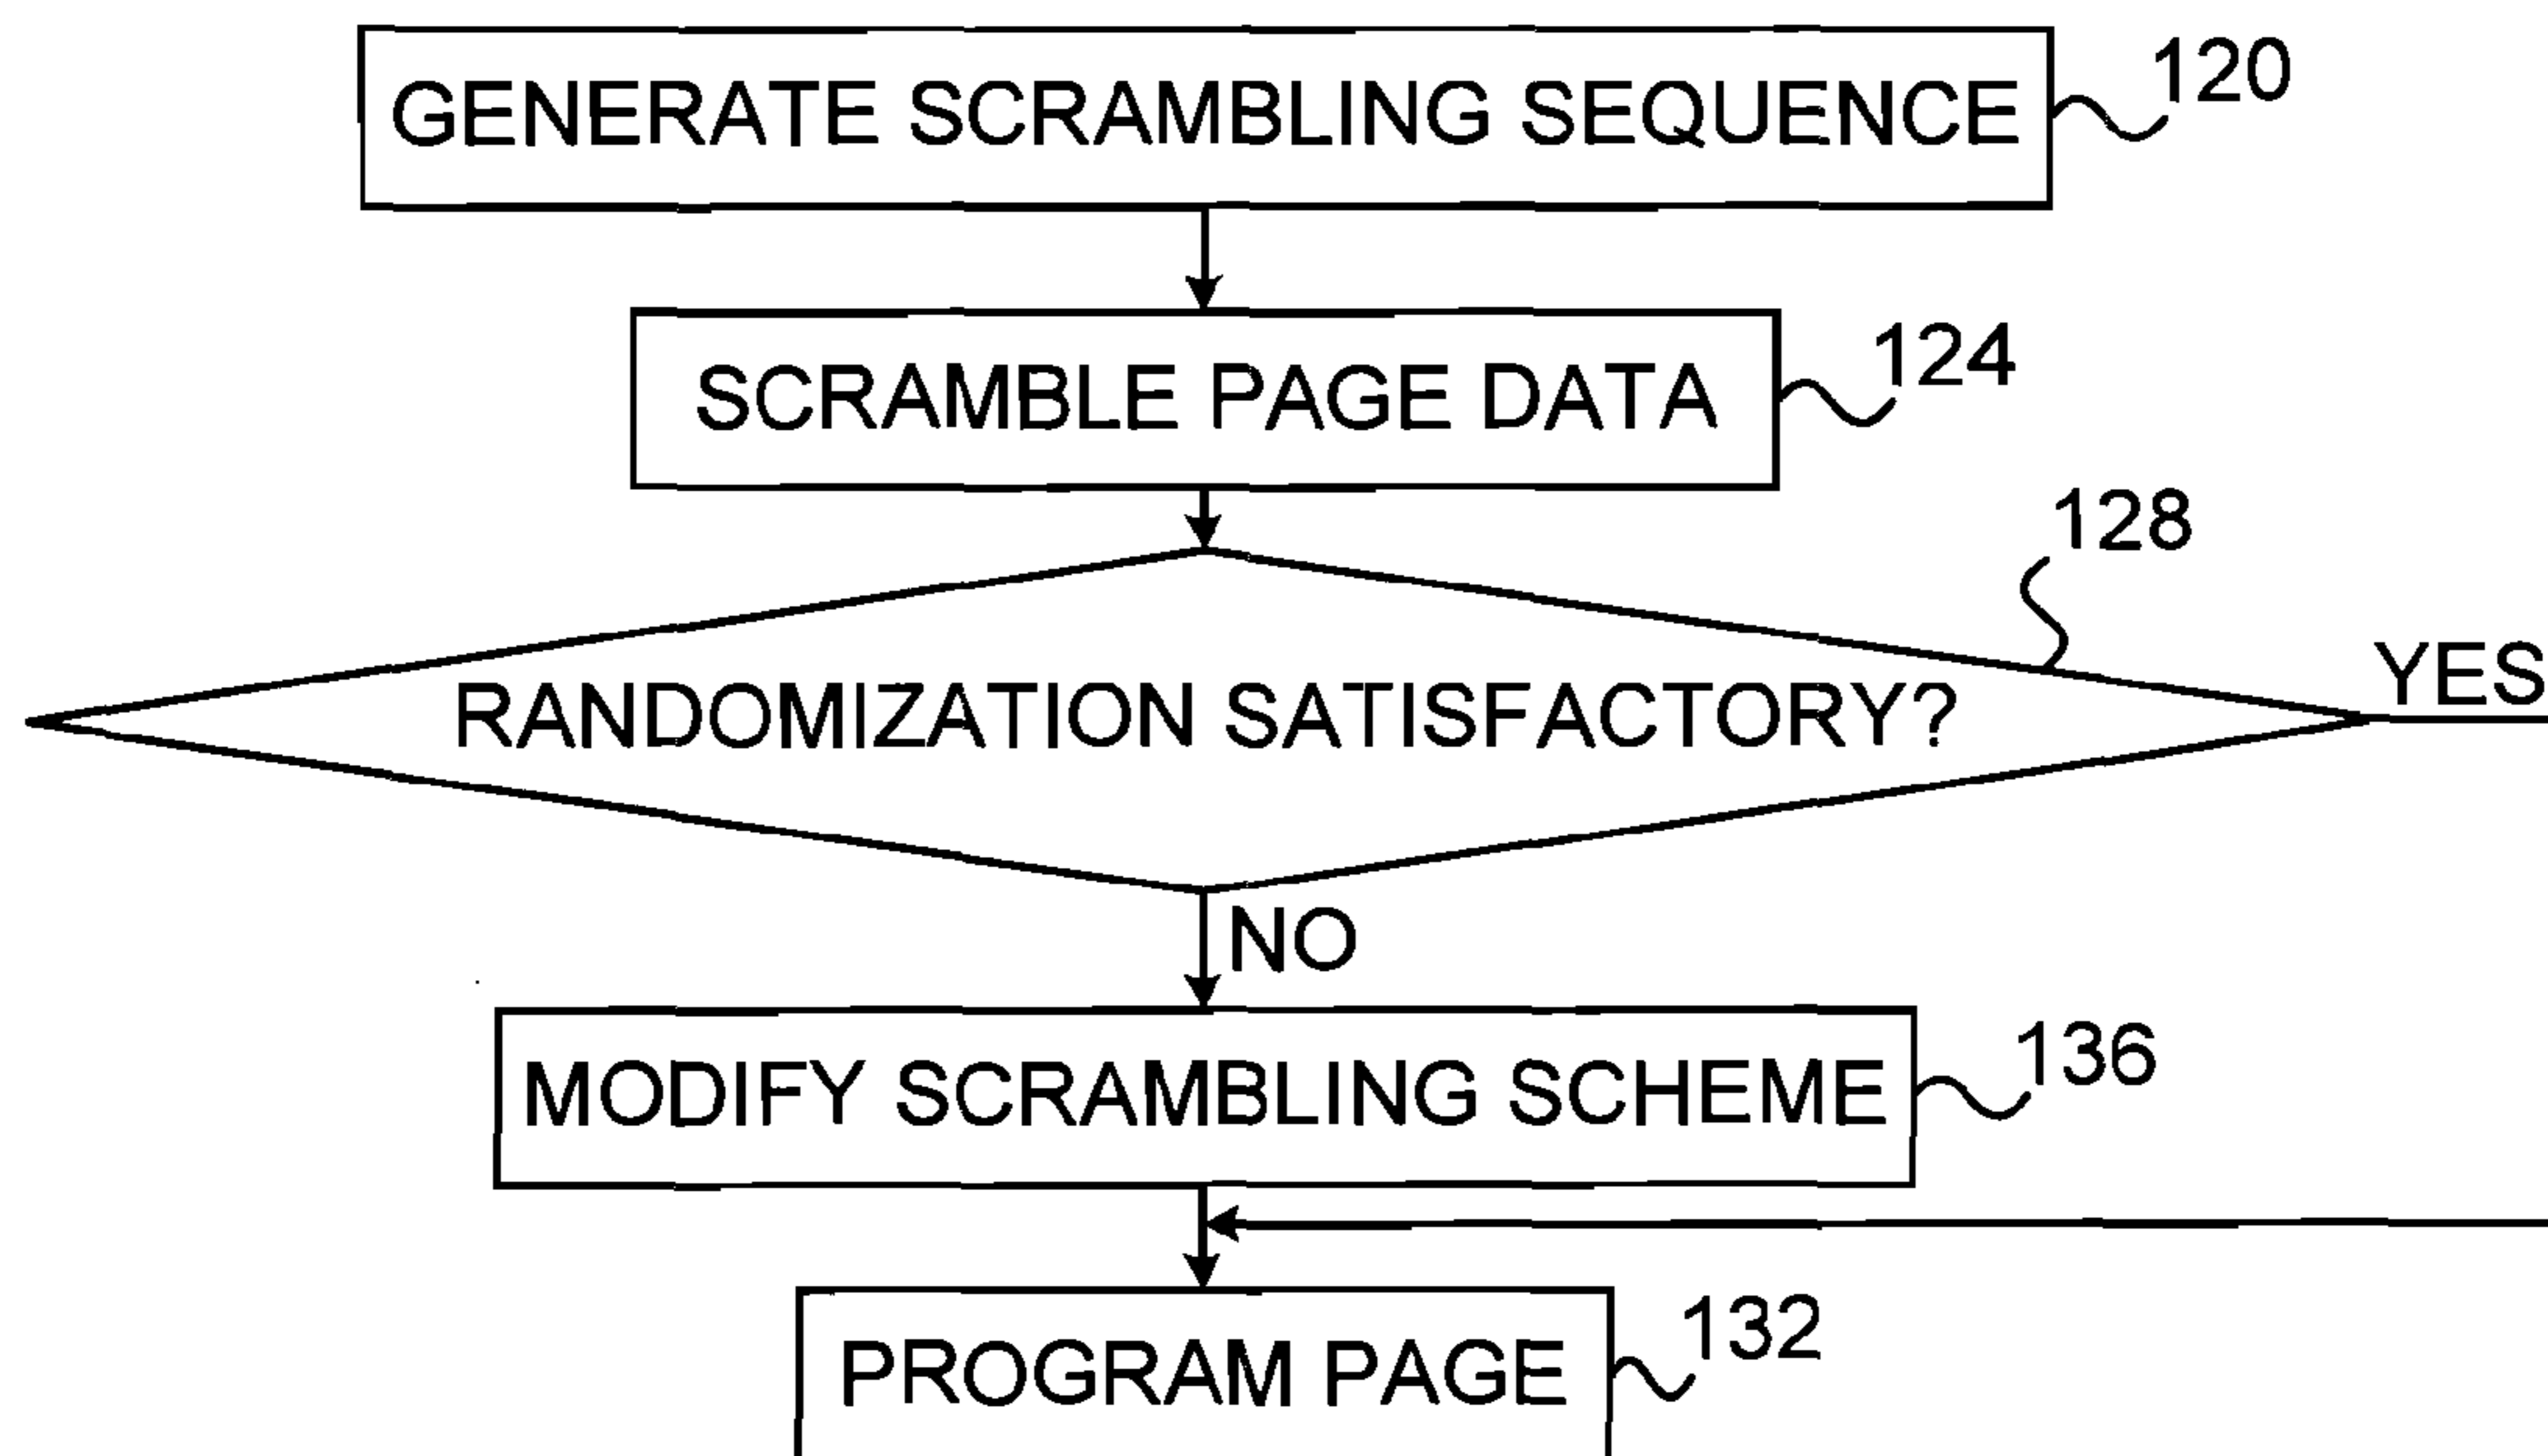 GENERATE SCRAMBLING SEQUENCE
120
SCRAMBLE PAGE DATA
124
128
RANDOMIZATION SATISFACTORY?
YES
NO
MODIFY SCRAMBLING SCHEME
136
PROGRAM PAGE
132